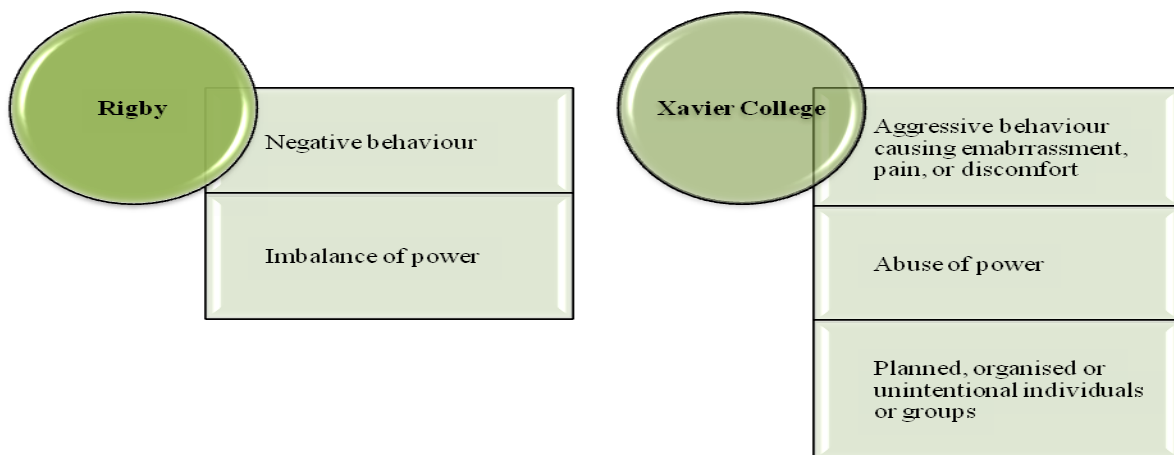 Rigby
Negative behaviour
Imbalance of power
Xavier College
Aggressive behaviour
causing emabrrassment,
pain, or discomfort
Abuse of power
Planned, organised or
unintentional individuals
or groups